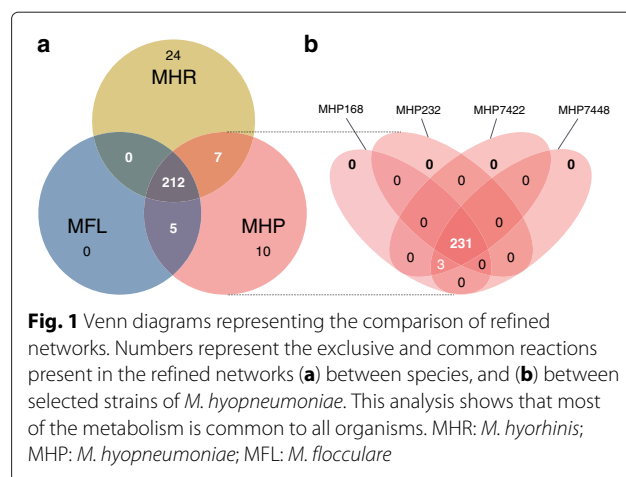 a
24
MHR
0
7
212
MFL
0
5
MHP
10
b
MHP168
MHP232
MHP7422
MHP7448
0
0
0
0
0
0
0
0
0
231
0
0
3
0
0
Fig. 1 Venn diagrams representing the comparison of refined
networks. Numbers represent the exclusive and common reactions
present in the refined networks (a) between species, and (b) between
selected strains of M. hyopneumoniae. This analysis shows that most
of the metabolism is common to all organisms. MHR: M. hyorhinis;
MHP: M. hyopneumoniae; MFL: M. flocculare